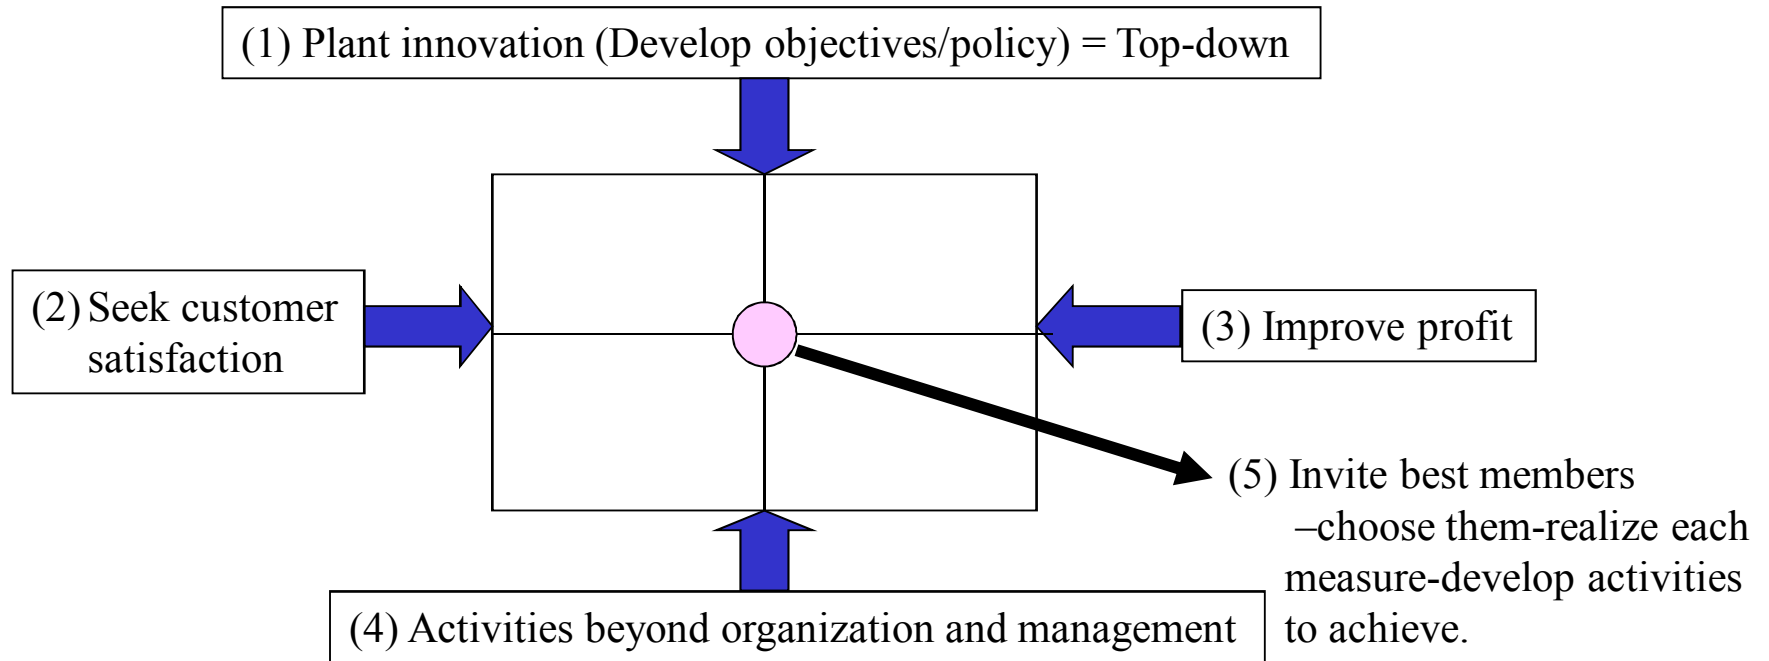 (1) Plant innovation (Develop objectives/policy) = Top-down
(2) Seek customer
satisfaction
(3) Improve profit
(5) Invite best members
–choose them-realize each
measure-develop activities
to achieve.
(4) Activities beyond organization and management